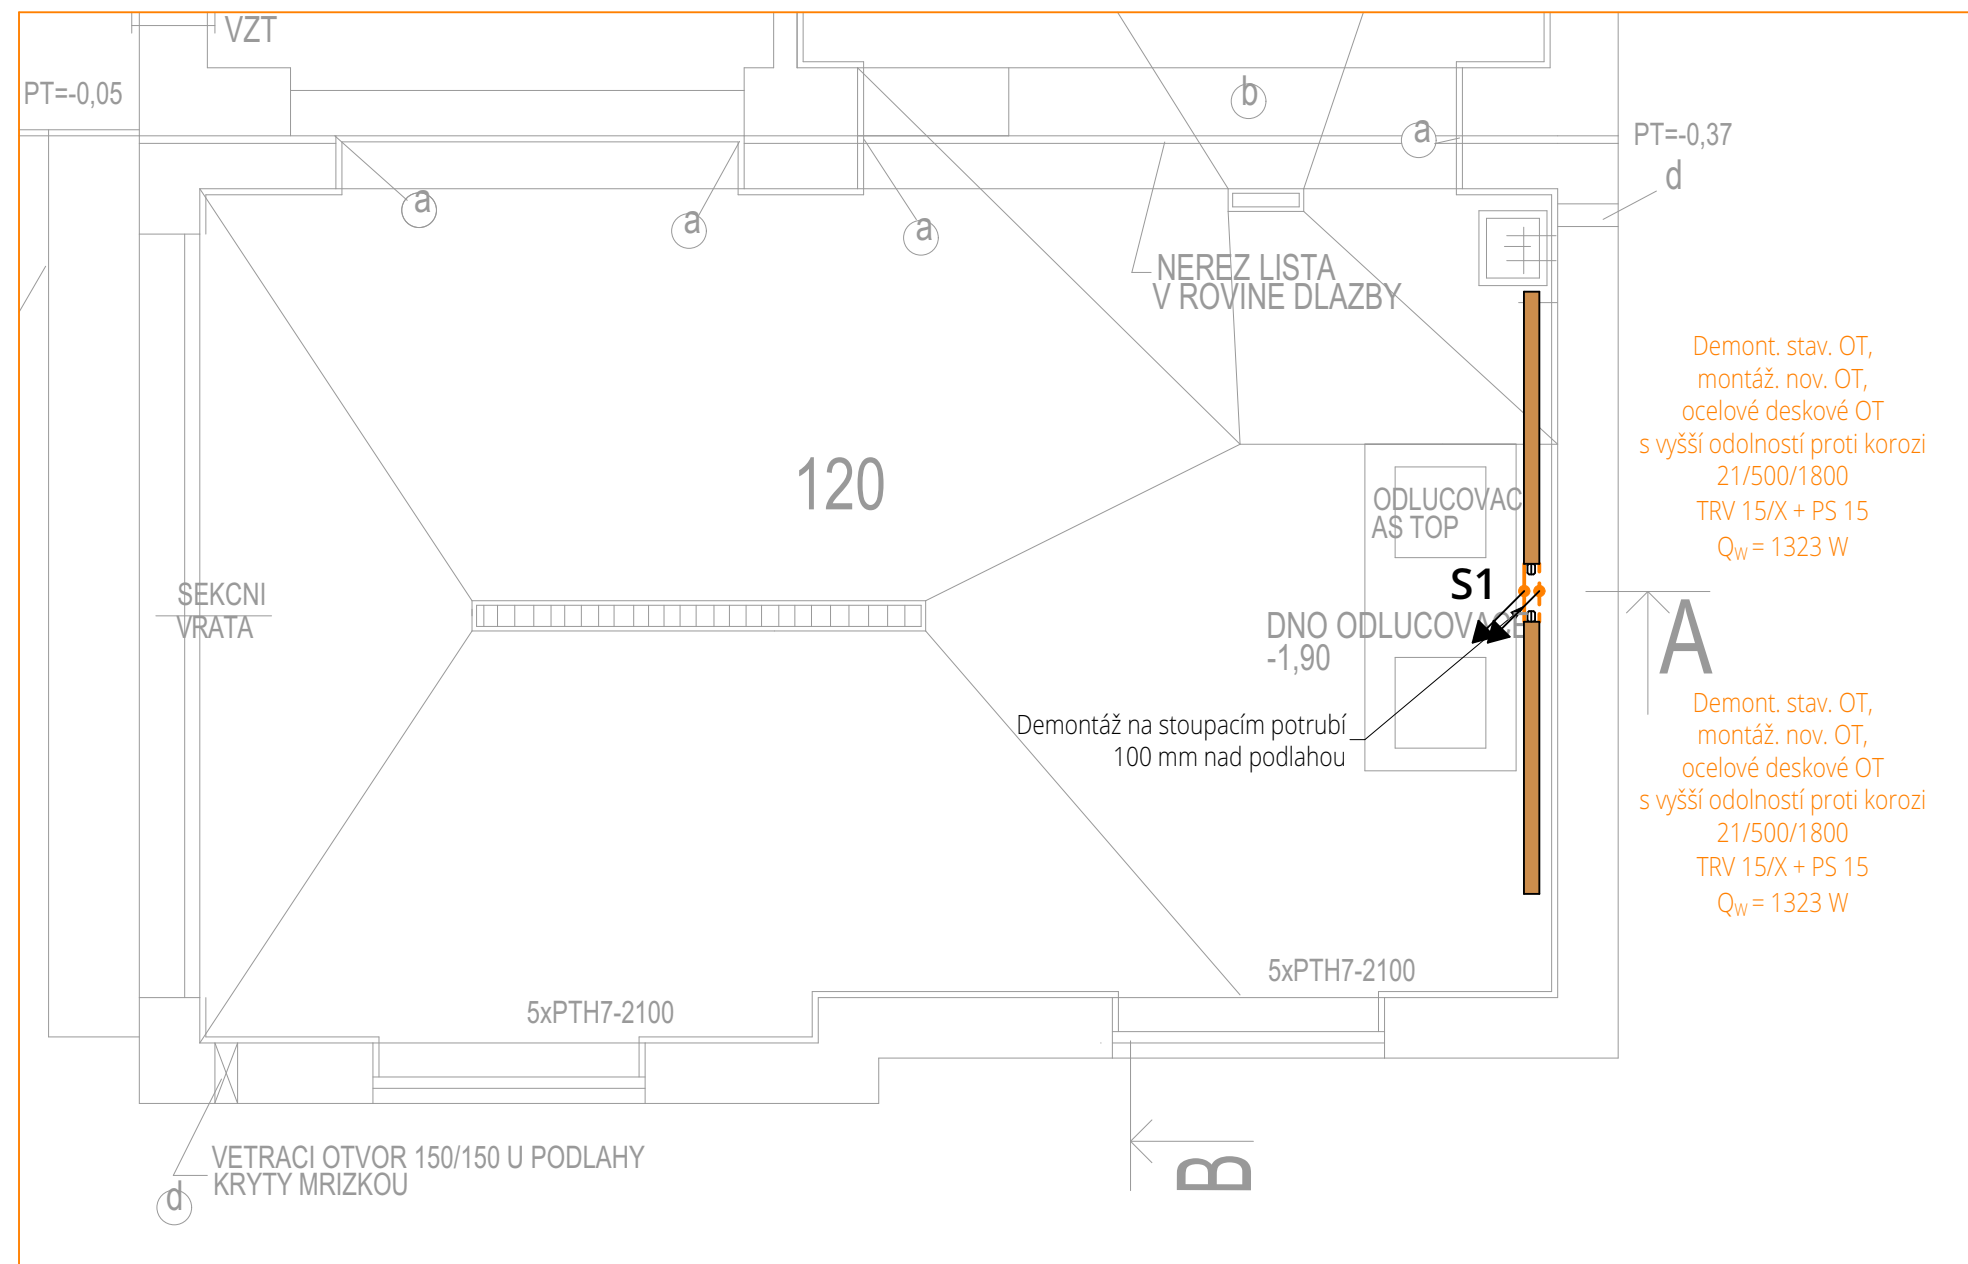 VZT
PT=-0,05
b
a
PT=-0,37
d
a
a
a
NEREZ LISTA
V ROVINE DLAZBY
Demont. stav. OT,
montáž. nov. OT,
ocelové deskové OT
s vyšší odolností proti korozi
21/500/1800
TRV 15/X + PS 15
QW = 1323 W
120
ODLUCOVAC
AS TOP
S1
SEKCNI
VRATA
DNO ODLUCOVACE
-1,90
A
Demontáž na stoupacím potrubí
100 mm nad podlahou
Demont. stav. OT,
montáž. nov. OT,
ocelové deskové OT
s vyšší odolností proti korozi
21/500/1800
TRV 15/X + PS 15
QW = 1323 W
5xPTH7-2100
5xPTH7-2100
VETRACI OTVOR 150/150 U PODLAHY
KRYTY MRIZKOU
d
B